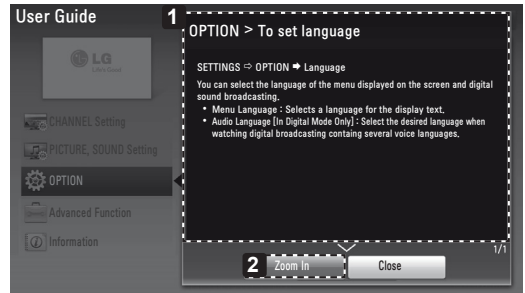 User Guide
1
OPTION > To set language
LG
Life's Good
SETTINGS ⇨ OPTION ➡ Language
You can select the language of the menu displayed on the screen and digital
sound broadcasting.
• Menu Language : Selects a language for the display text.
• Audio Language [In Digital Mode Only] : Select the desired language when
watching digital broadcasting containg several voice languages.
CHANNEL Setting
PICTURE, SOUND Setting
OPTION
Advanced Function
Information
1/1
2
Zoom In
Close